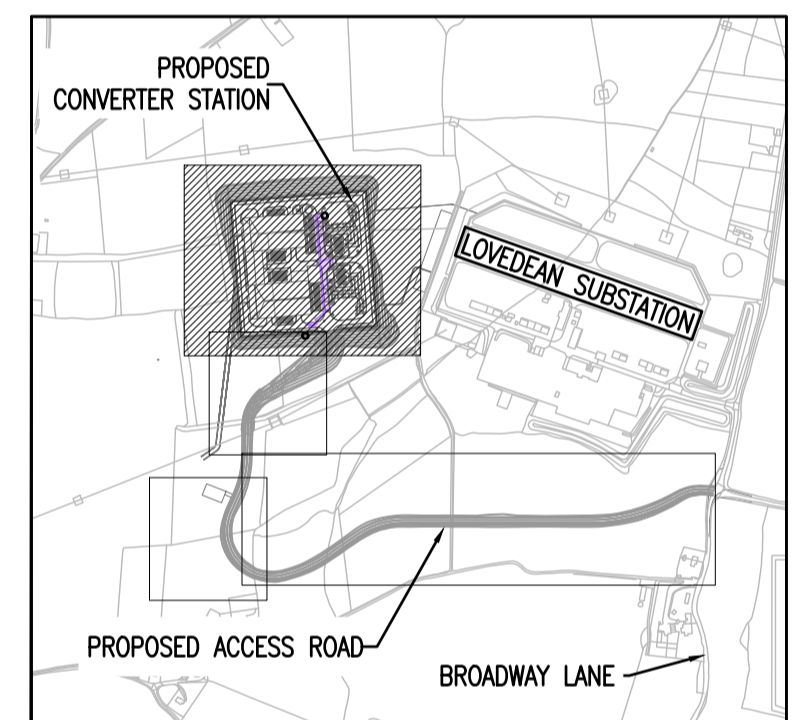 PROPOSED
CONVERTER STATION
LOVEDEAN SUBSTATION
PROPOSED ACCESS ROAD
BROADWAY LANE